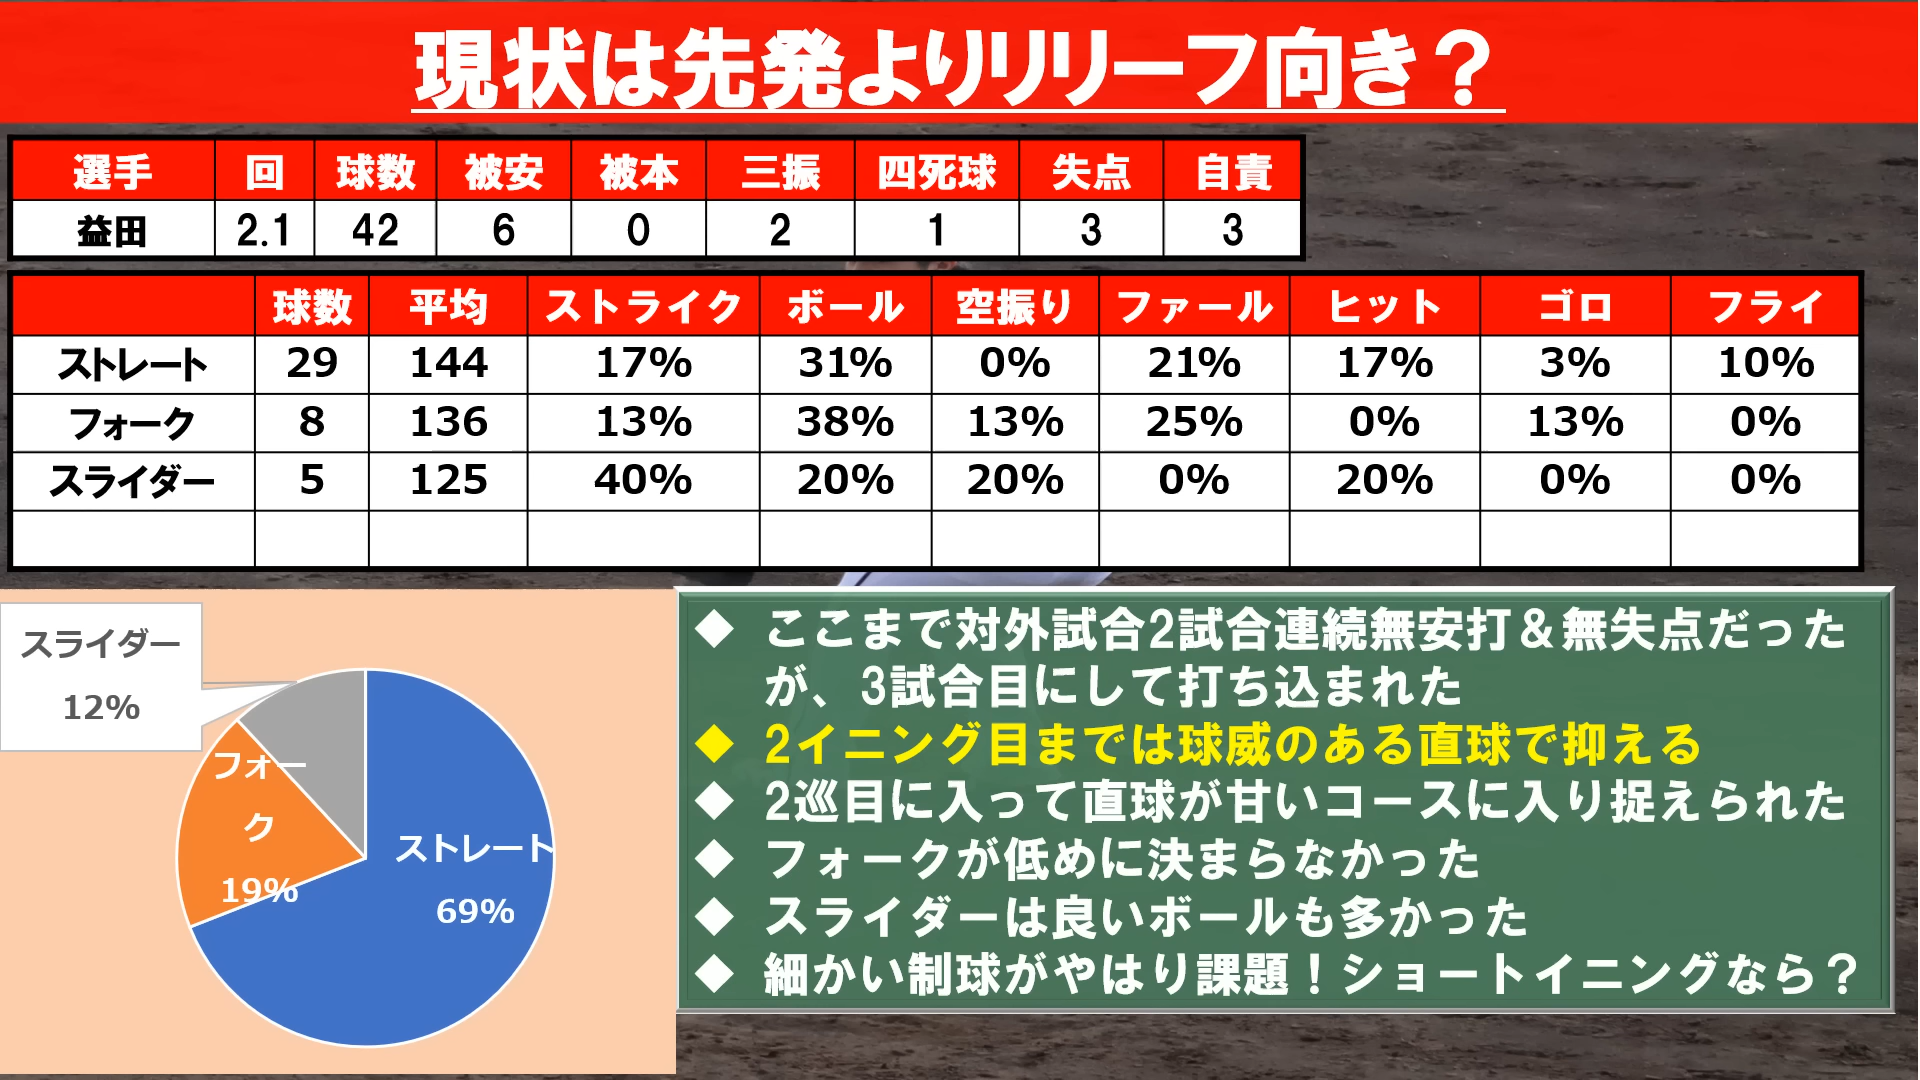 現状は先発よりリリーフ向き？
選手 回 球数 被安 被本 三振 四死球 失点 自責
益田 2.1 42 6 0 2 1 3 3
球数 平均 ストライク ボール 空振り ファール ヒット ゴロ フライ
ストレート 29 144 17% 31% 0% 21% 17% 3% 10%
フォーク 8 136 13% 38% 13% 25% 0% 13% 0%
スライダー 5 125 40% 20% 20% 0% 20% 0% 0%
スライダー
12%
フォー
ク
19%
ストレート
69%
◆ ここまで対外試合2試合連続無安打＆無失点だった
が、3試合目にして打ち込まれた
◆ 2イニング目までは球威のある直球で抑える
◆ 2巡目に入って直球が甘いコースに入り捉えられた
◆ フォークが低めに決まらなかった
◆ スライダーは良いボールも多かった
◆ 細かい制球がやはり課題！ショートイニングなら？